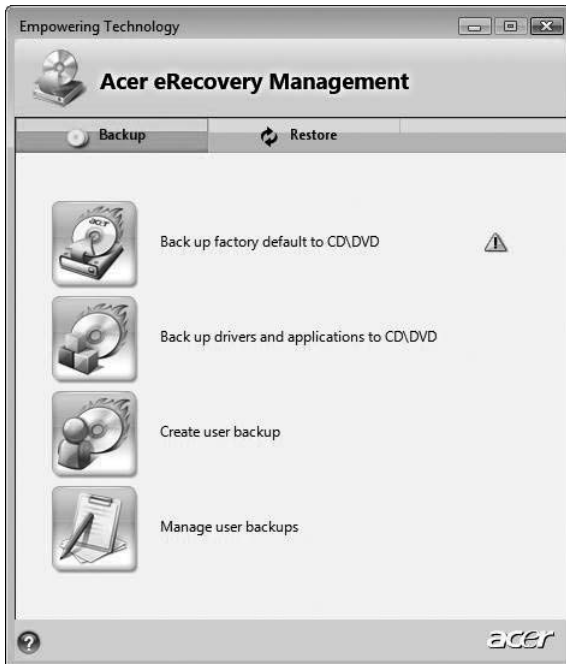 Empowering Technology
Acer eRecovery Management
Backup
Restore
acer
Back up factory default to CD\DVD
Back up drivers and applications to CD\DVD
Create user backup
Manage user backups
?
acer